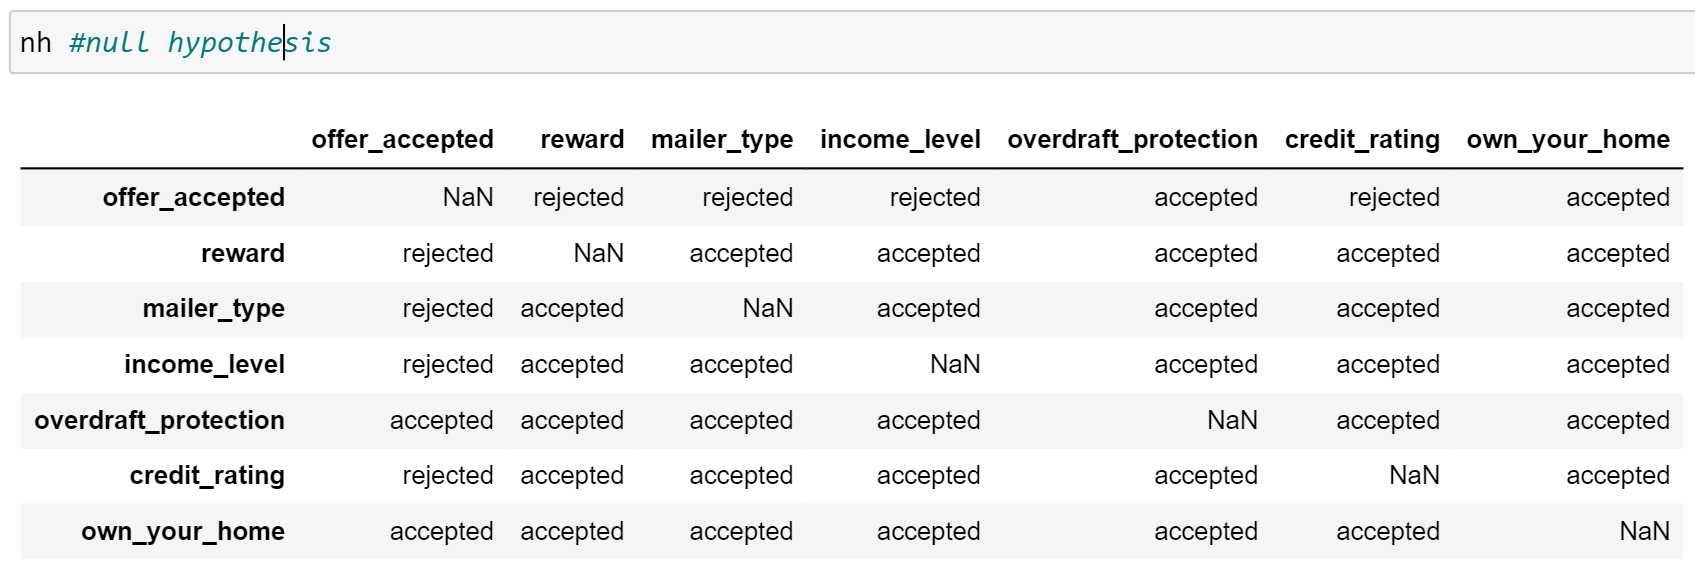 nh #null hypothesis
offer_accepted reward mailer_type income_level overdraft_protection credit_rating own_your_home
offer_accepted NaN rejected rejected rejected accepted rejected accepted
reward rejected NaN accepted accepted accepted accepted accepted
mailer_type rejected accepted NaN accepted accepted accepted accepted
income_level rejected accepted accepted NaN accepted accepted accepted
overdraft_protection accepted accepted accepted accepted NaN accepted accepted
credit_rating rejected accepted accepted accepted accepted NaN accepted
own_your_home accepted accepted accepted accepted accepted accepted NaN